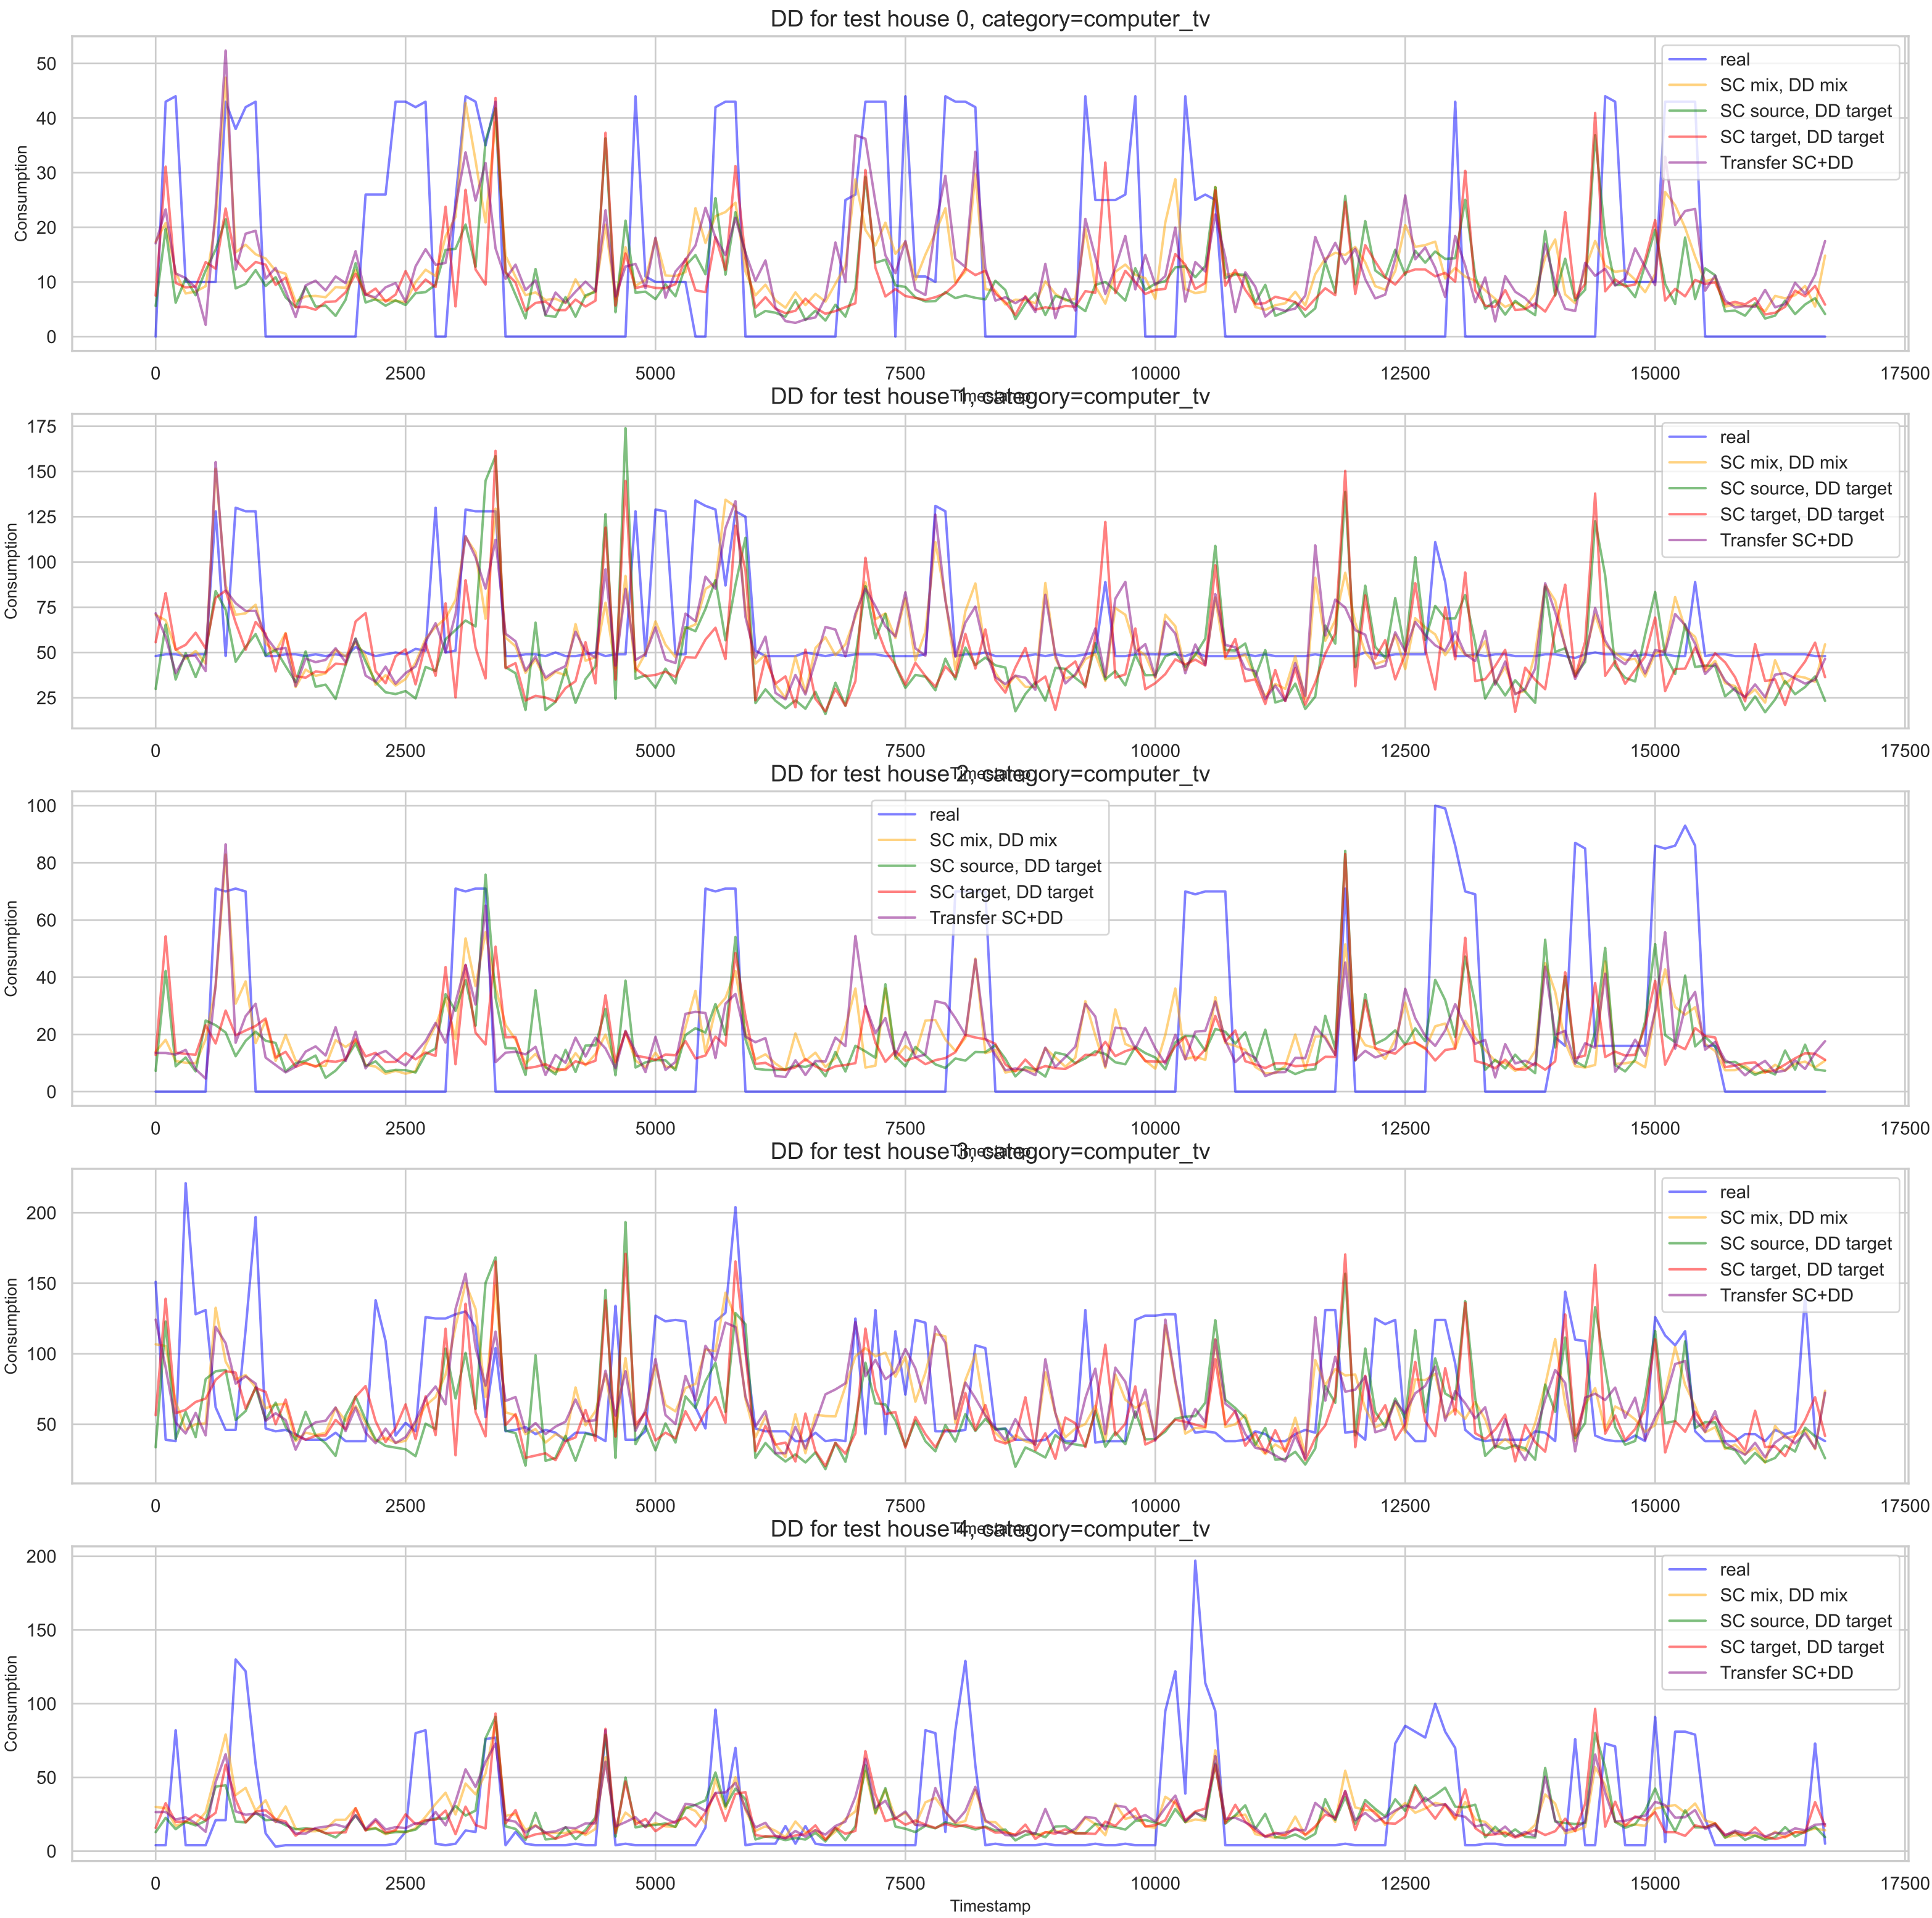 DD for test house 0, category=computer_tv
50
40
30
20
10
0
Consumption
real
SC mix, DD mix
SC source, DD target
SC target, DD target
Transfer SC+DD
0 2500 5000 7500 10000 12500 15000 17500
Timestamp
DD for test house 1, category=computer_tv
175
150
125
100
75
50
25
Consumption
real
SC mix, DD mix
SC source, DD target
SC target, DD target
Transfer SC+DD
0 2500 5000 7500 10000 12500 15000 17500
Timestamp
DD for test house 2, category=computer_tv
100
80
60
40
20
0
Consumption
real
SC mix, DD mix
SC source, DD target
SC target, DD target
Transfer SC+DD
0 2500 5000 7500 10000 12500 15000 17500
Timestamp
DD for test house 3, category=computer_tv
200
150
100
50
Consumption
real
SC mix, DD mix
SC source, DD target
SC target, DD target
Transfer SC+DD
0 2500 5000 7500 10000 12500 15000 17500
Timestamp
DD for test house 4, category=computer_tv
200
150
100
50
0
Consumption
real
SC mix, DD mix
SC source, DD target
SC target, DD target
Transfer SC+DD
0 2500 5000 7500 10000 12500 15000 17500
Timestamp